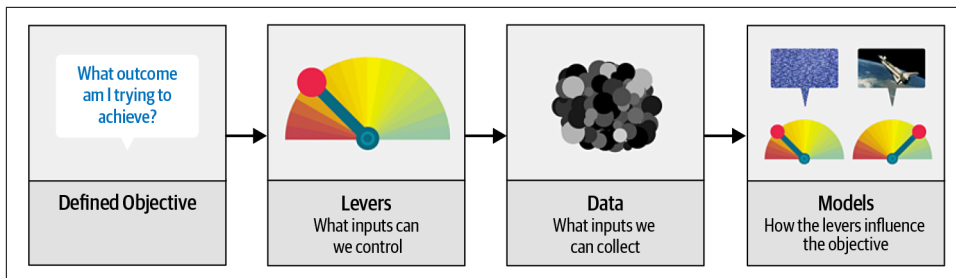 What outcome
am I trying to
achieve?
Defined Objective
Levers
What inputs can
we control
Data
What inputs we
can collect
Models
How the levers influence
the objective